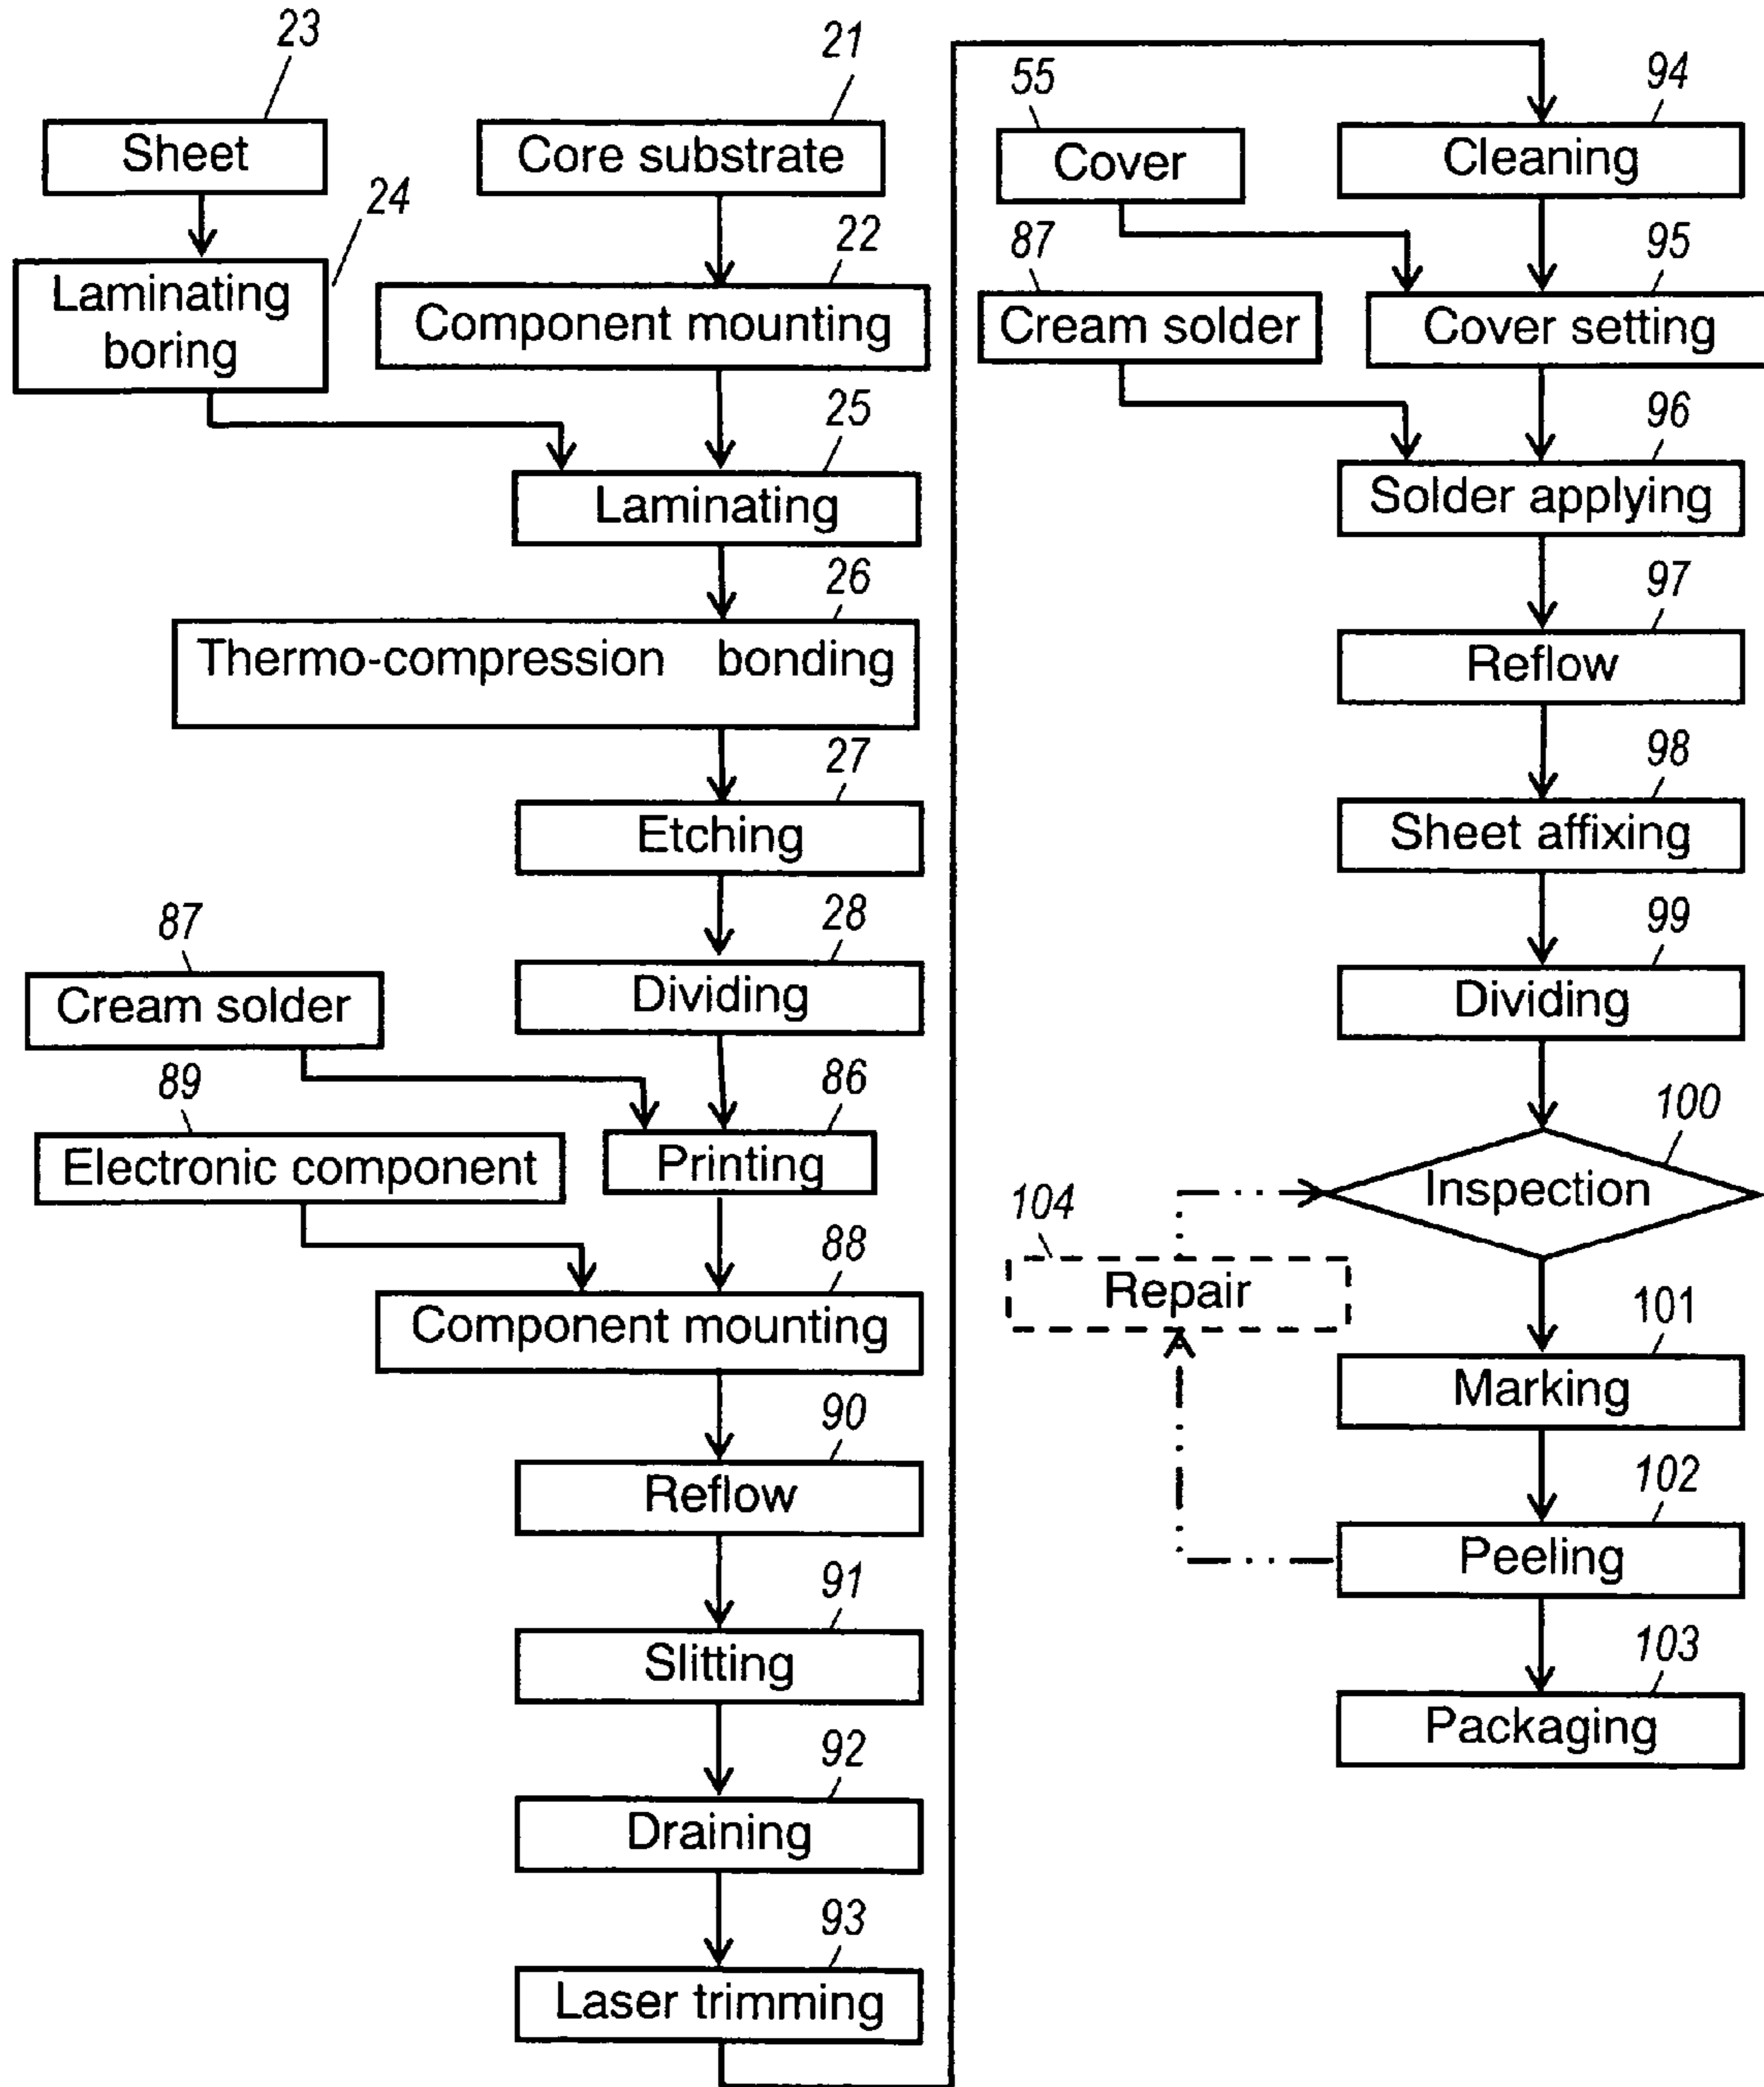 23
Sheet
24
Laminating
boring
21
Core substrate
22
Component mounting
25
Laminating
26
Thermo-compression bonding
27
Etching
28
Dividing
87
Cream solder
86
Printing
89
Electronic component
88
Component mounting
90
Reflow
91
Slitting
92
Draining
93
Laser trimming
94
Cleaning
55
Cover
95
Cover setting
87
Cream solder
96
Solder applying
97
Reflow
98
Sheet affixing
99
Dividing
100
Inspection
104
Repair
101
Marking
102
Peeling
103
Packaging